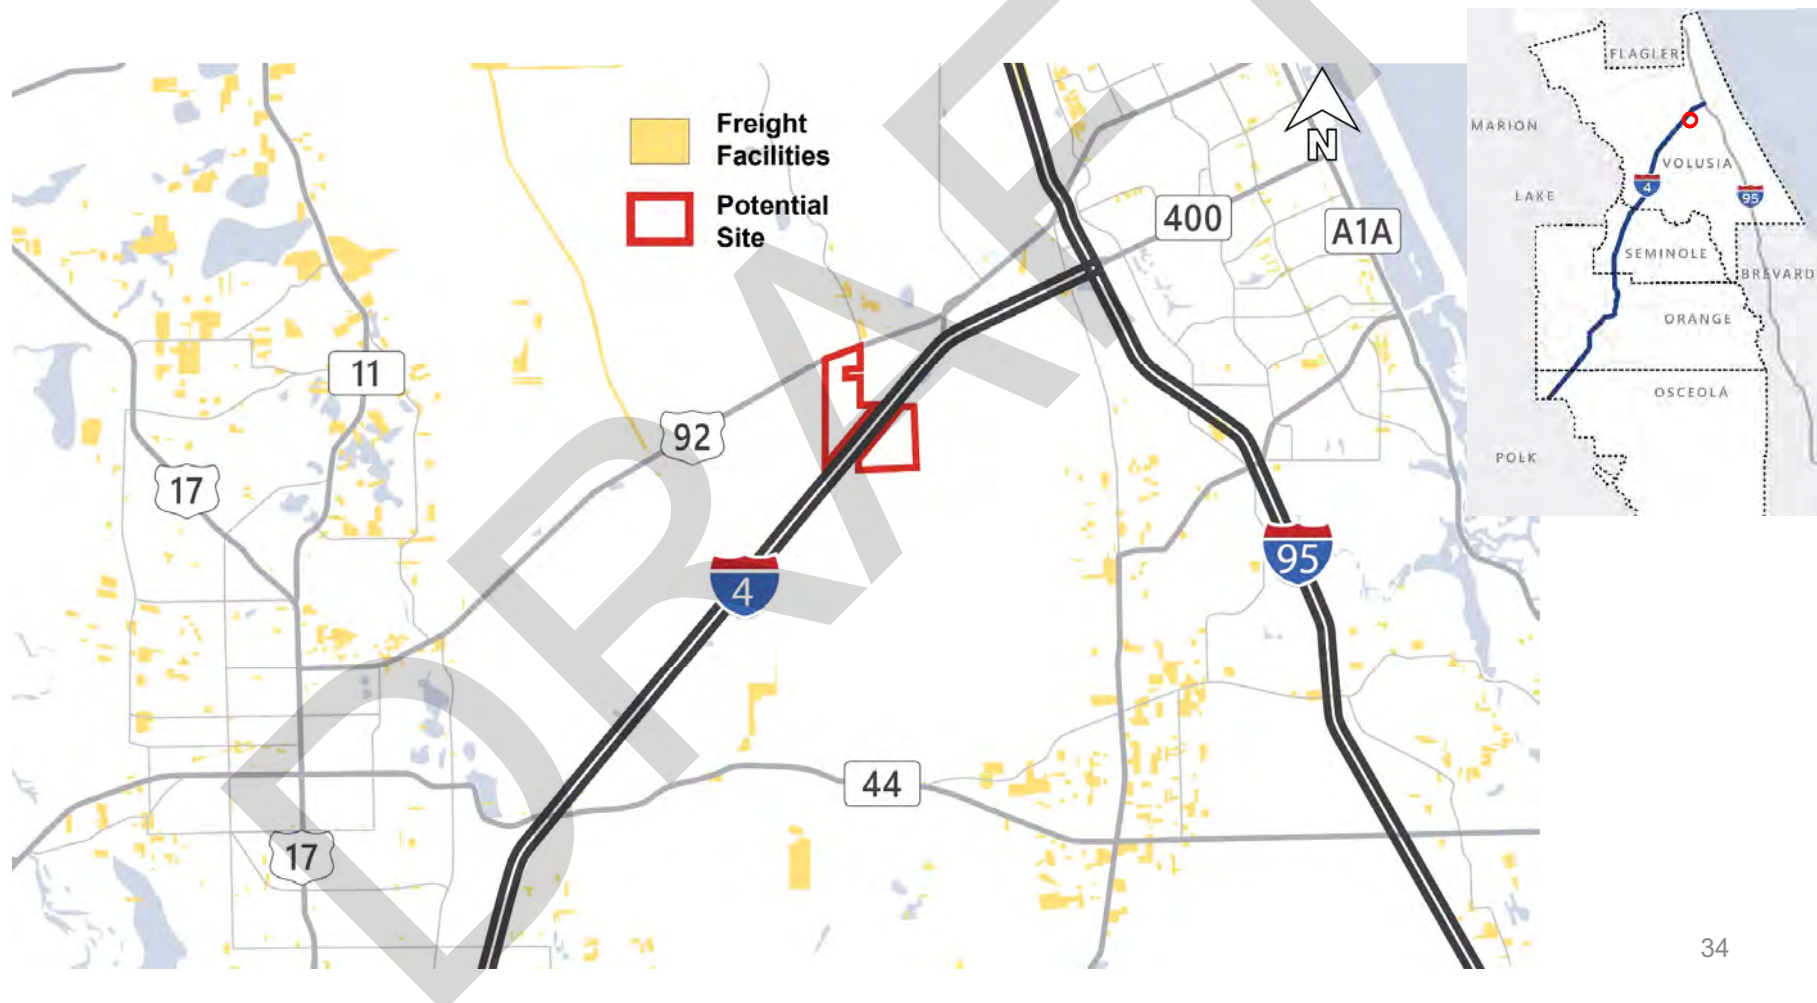 Freight
Facilities
Potential
Site
N
400
A1A
11
92
17
4
95
44
17
DRAFT
FLAGLER
MARION
VOLUSIA
4
95
LAKE
SEMINOLE
BREVARD
ORANGE
OSCEOLA
POLK
34